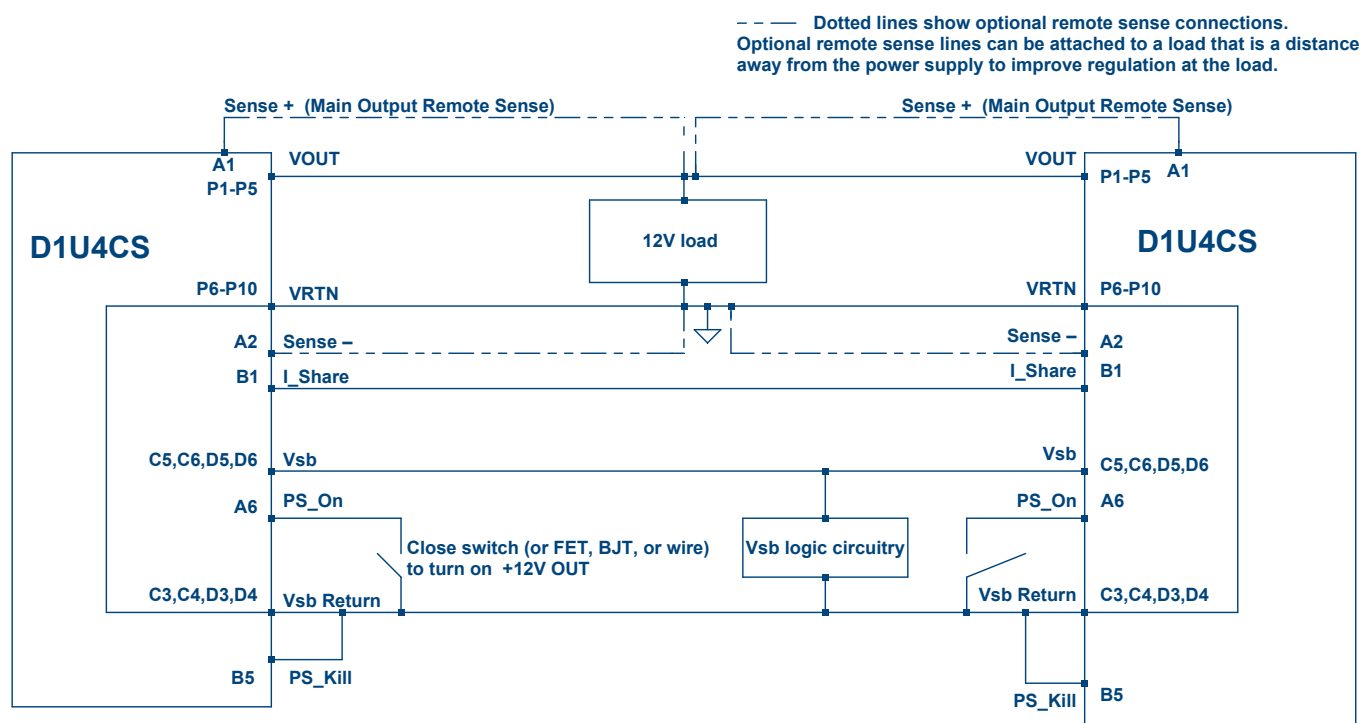 Dotted lines show optional remote sense connections.
Optional remote sense lines can be attached to a load that is a distance
away from the power supply to improve regulation at the load.
Sense + (Main Output Remote Sense)
Sense + (Main Output Remote Sense)
A1
VOUT
VOUT
A1
P1-P5
P1-P5
D1U4CS
12V load
D1U4CS
P6-P10
VRTN
VRTN
P6-P10
A2
Sense –
Sense –
A2
B1
I_Share
I_Share
B1
C5,C6,D5,D6
Vsb
Vsb
C5,C6,D5,D6
A6
PS_On
PS_On
A6
Close switch (or FET, BJT, or wire)
to turn on +12V OUT
Vsb logic circuitry
C3,C4,D3,D4
Vsb Return
Vsb Return
C3,C4,D3,D4
B5
PS_Kill
PS_Kill
B5